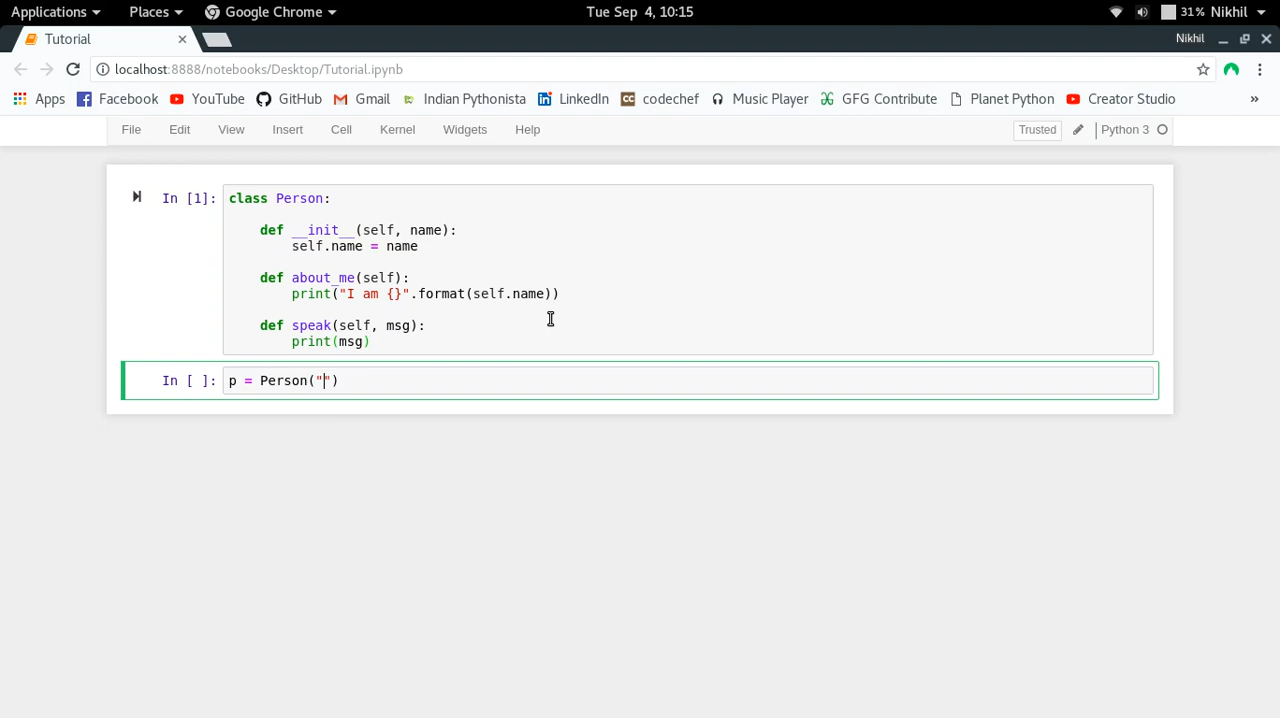 Applications Places Google Chrome Tue Sep 4, 10:15 31% Nikhil
Tutorial Nikhil
localhost:8888/notebooks/Desktop/Tutorial.ipynb
Apps Facebook YouTube GitHub Gmail Indian Pythonista LinkedIn codechef Music Player GFG Contribute Planet Python Creator Studio »
File Edit View Insert Cell Kernel Widgets Help Trusted Python 3
In [1]: class Person:
def __init__(self, name):
self.name = name
def about_me(self):
print("I am {}".format(self.name))
def speak(self, msg):
print(msg)
In [ ]: p = Person("")